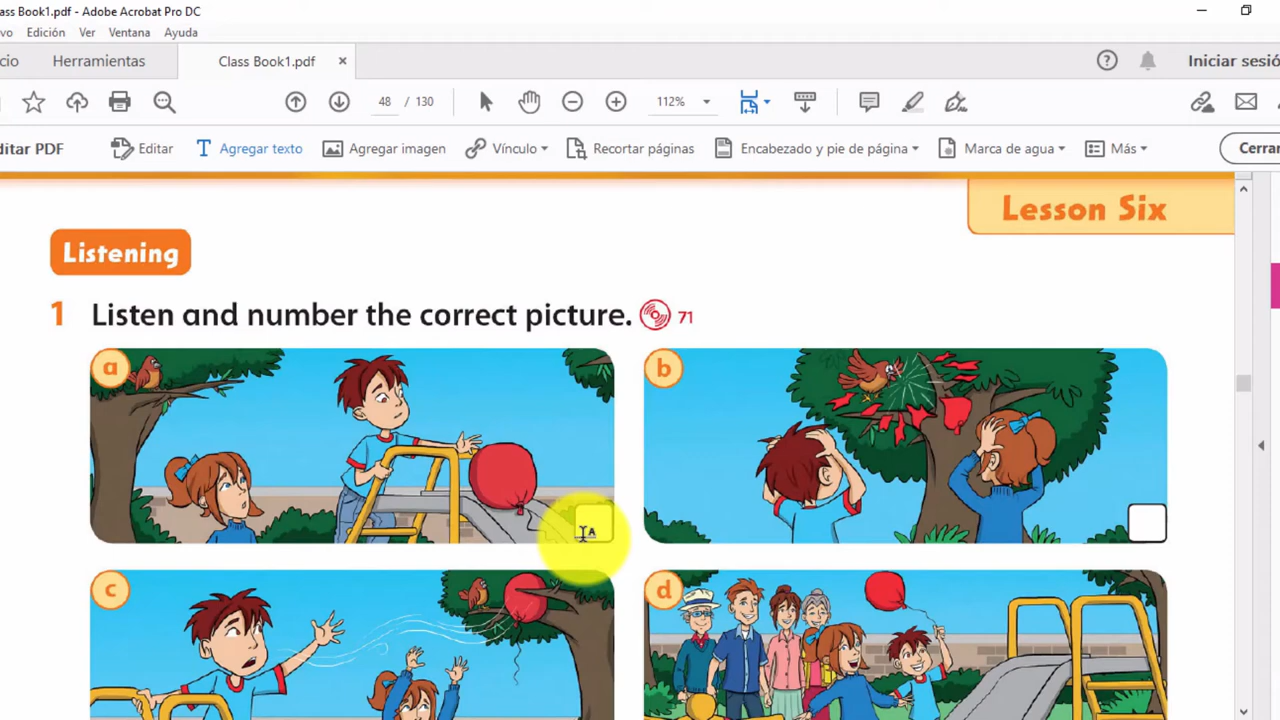 lass Book1.pdf - Adobe Acrobat Pro DC
vo Edición Ver Ventana Ayuda
cio Herramientas Class Book1.pdf × ? Iniciar sesió
48 / 130 112%
ditar PDF Editar Agregar texto Agregar imagen Vínculo Recortar páginas Encabezado y pie de página Marca de agua Más Cerrar
Lesson Six
Listening
1 Listen and number the correct picture. 71
a b
A
c d